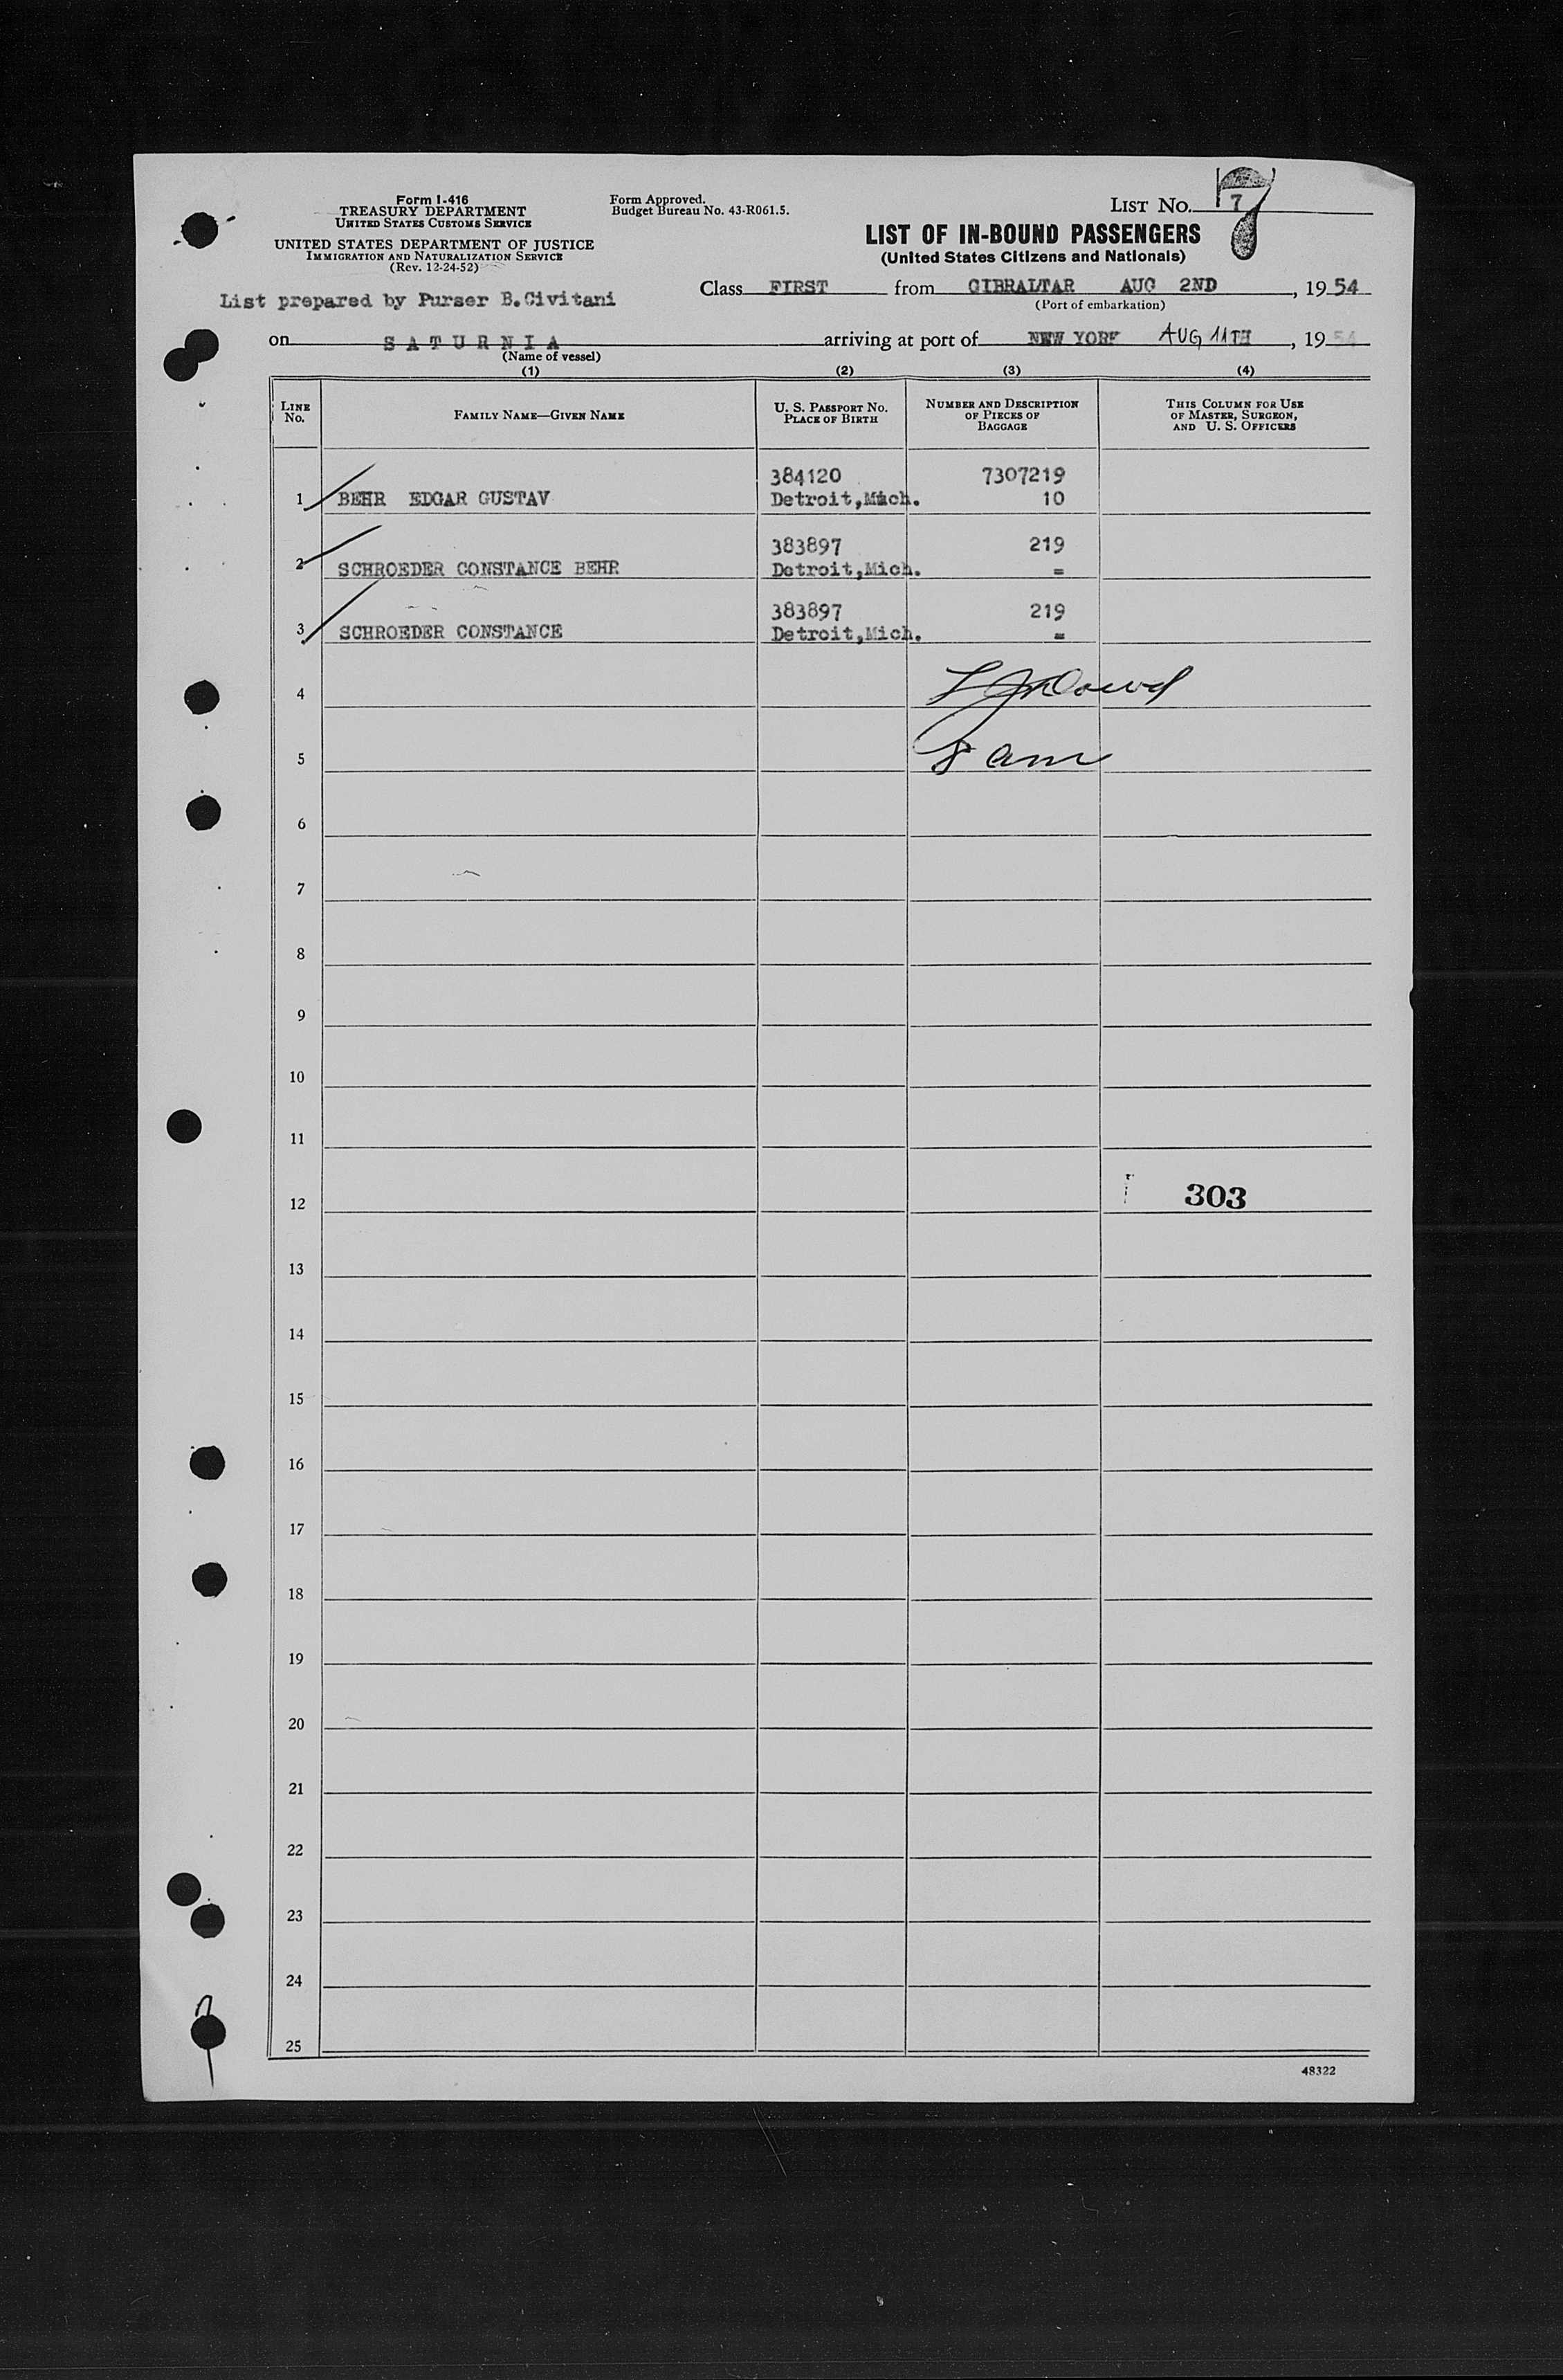 Form I-416
TREASURY DEPARTMENT
UNITED STATES CUSTOMS SERVICE
UNITED STATES DEPARTMENT OF JUSTICE
IMMIGRATION AND NATURALIZATION SERVICE
(Rev. 12-24-52)
Form Approved.
Budget Bureau No. 43-R061.5.
LIST No. 7
LIST OF IN-BOUND PASSENGERS
(United States Citizens and Nationals)
List prepared by Purser B.Civitani
Class FIRST from GIBRALTAR AUG 2ND, 1954
(Port of embarkation)
on SATURNIA arriving at port of NEW YORK AUG 11TH, 1954
(Name of vessel)
(1) (2) (3) (4)
LINE No. FAMILY NAME—GIVEN NAME U. S. PASSPORT NO. PLACE OF BIRTH NUMBER AND DESCRIPTION OF PIECES OF BAGGAGE THIS COLUMN FOR USE OF MASTER, SURGEON, AND U. S. OFFICERS
384120 7307219
1 BEHR EDGAR GUSTAV Detroit,Mich. 10
383897 219
2 SCHROEDER CONSTANCE BEHR Detroit,Mich. =
383897 219
3 SCHROEDER CONSTANCE Detroit,Mich. =
4
5 8 am
6
7
8
9
10
11
12 303
13
14
15
16
17
18
19
20
21
22
23
24
25
48322